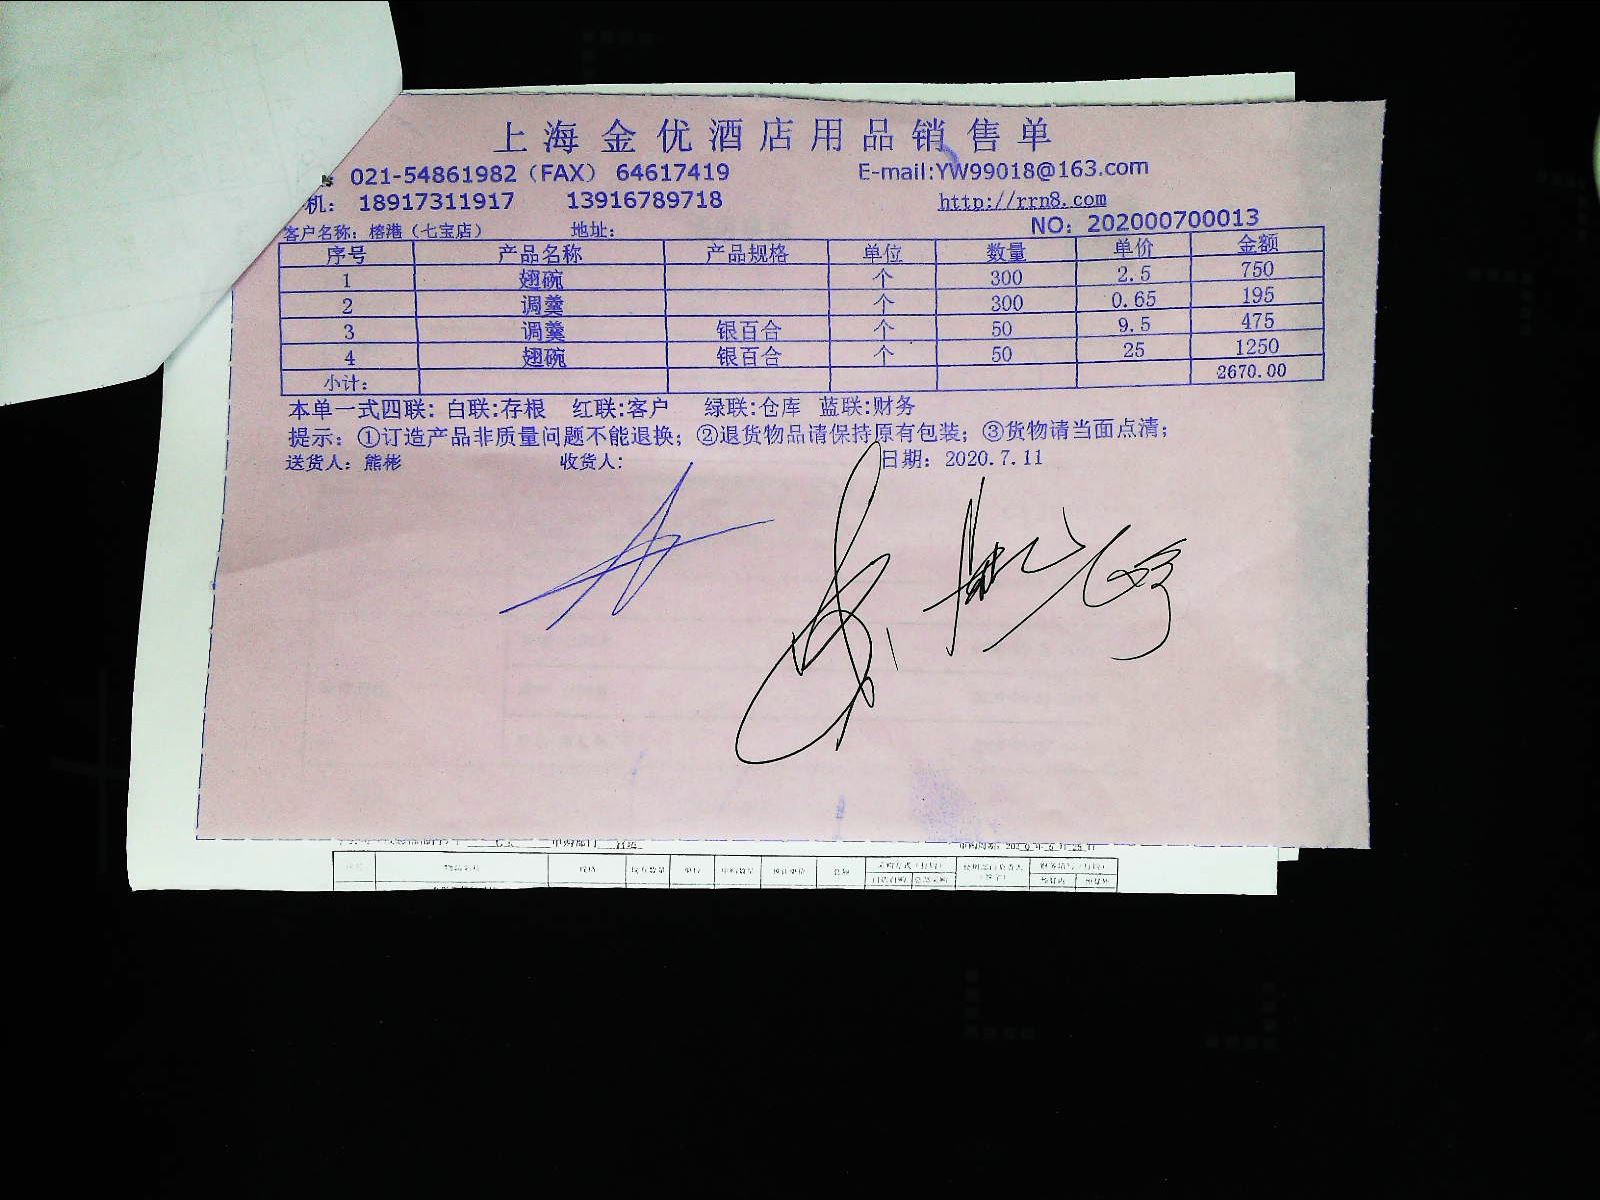 上海金优酒店用品销售单
021-54861982（FAX） 64617419 E-mail:YW99018@163.com
机： 18917311917 13916789718 http://rrn8.com
客户名称：榕港（七宝店） 地址： NO：202000700013
序号 产品名称 产品规格 单位 数量 单价 金额
1 翅碗 个 300 2.5 750
2 调羹 个 300 0.65 195
3 调羹 银百合 个 50 9.5 475
4 翅碗 银百合 个 50 25 1250
小计： 2670.00
本单一式四联：白联:存根 红联:客户 绿联:仓库 蓝联:财务
提示：①订造产品非质量问题不能退换；②退货物品请保持原有包装；③货物请当面点清；
送货人：熊彬 收货人： 日期：2020.7.11